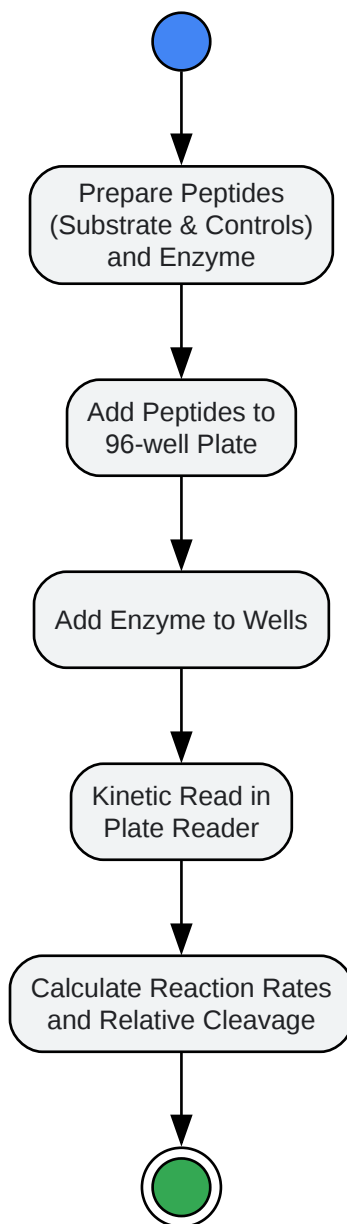 Prepare Peptides
(Substrate & Controls)
and Enzyme
Add Peptides to
96-well Plate
Add Enzyme to Wells
Kinetic Read in
Plate Reader
Calculate Reaction Rates
and Relative Cleavage